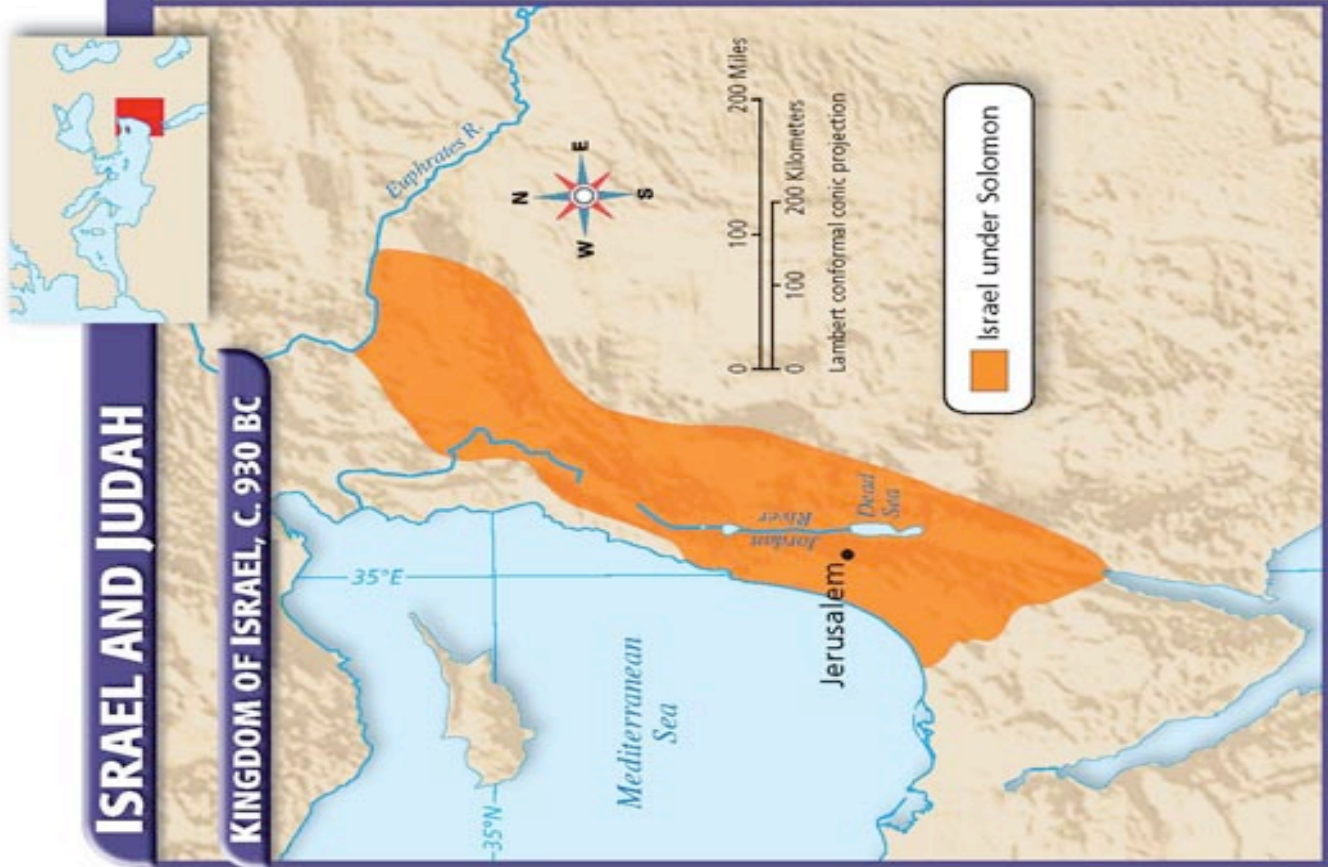 ISRAEL AND JUDAH
KINGDOM OF ISRAEL, C. 930 BC
Euphrates R.
N
W
E
S
35°E
35°N
Mediterranean
Sea
Jordan
River
Dead
Sea
Jerusalem
0 100 200 Miles
0 100 200 Kilometers
Lambert conformal conic projection
Israel under Solomon